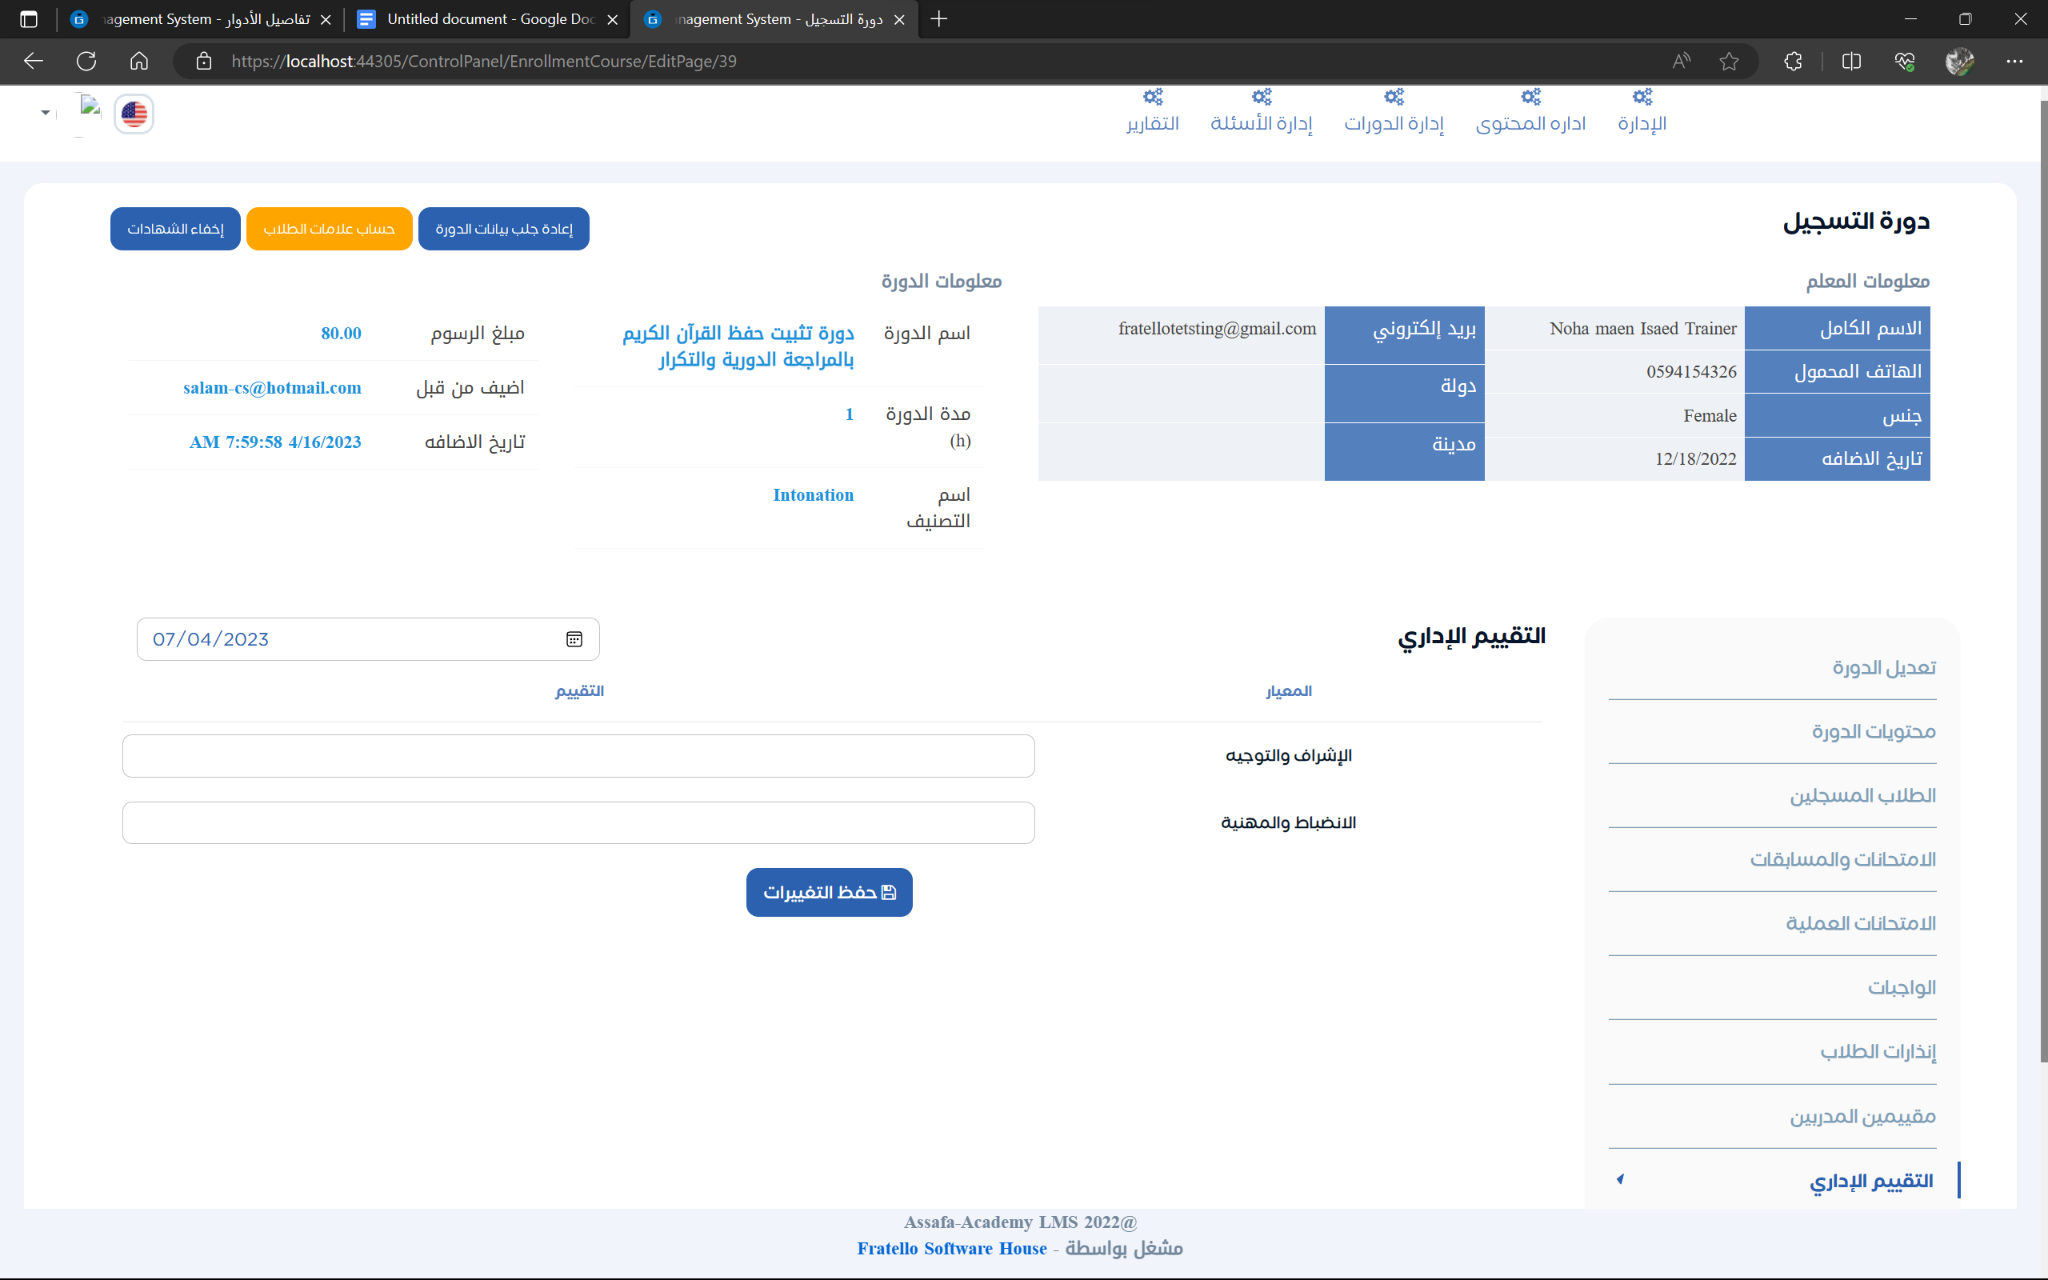 nagement System - تفاصيل الأدوار
Untitled document - Google Doc
nagement System - دورة التسجيل
https://localhost:44305/ControlPanel/EnrollmentCourse/EditPage/39
الإدارة
اداره المحتوى
إدارة الدورات
إدارة الأسئلة
التقارير
دورة التسجيل
إعادة جلب بيانات الدورة
حساب علامات الطلاب
إخفاء الشهادات
معلومات المعلم
الاسم الكامل Noha maen Isaed Trainer
الهاتف المحمول 0594154326
جنس Female
تاريخ الاضافه 12/18/2022
بريد إلكتروني fratellotetsting@gmail.com
دولة
مدينة
معلومات الدورة
اسم الدورة دورة تثبيت حفظ القرآن الكريم
بالمراجعة الدورية والتكرار
مدة الدورة 1
(h)
اسم Intonation
التصنيف
مبلغ الرسوم 80.00
اضيف من قبل salam-cs@hotmail.com
تاريخ الاضافه AM 7:59:58 4/16/2023
تعديل الدورة
محتويات الدورة
الطلاب المسجلين
الامتحانات والمسابقات
الامتحانات العملية
الواجبات
إنذارات الطلاب
مقييمين المدربين
التقييم الإداري
التقييم الإداري
07/04/2023
المعيار التقييم
الإشراف والتوجيه
الانضباط والمهنية
حفظ التغييرات
Assafa-Academy LMS 2022@
مشغل بواسطة - Fratello Software House